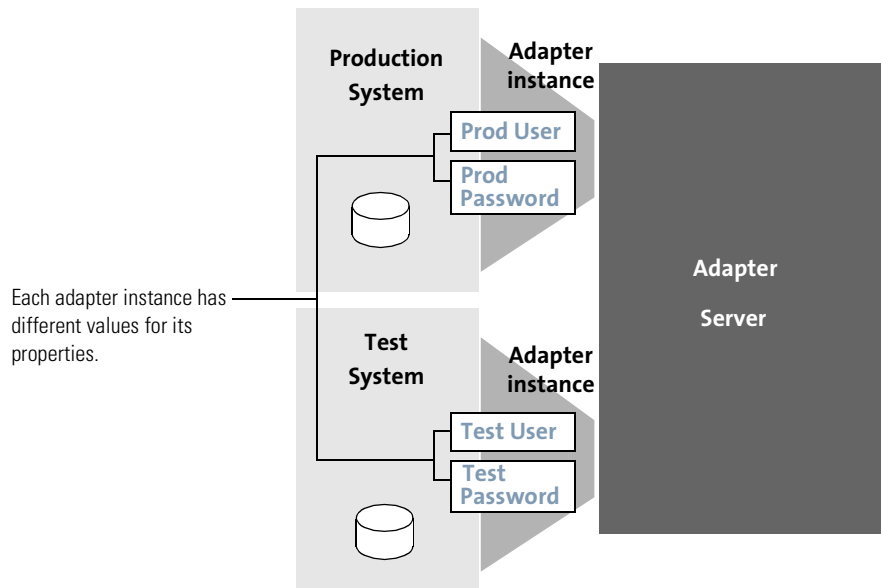 Production
System
Adapter
instance
Prod User
Prod
Password
Adapter
Server
Each adapter instance has
different values for its
properties.
Test
System
Adapter
instance
Test User
Test
Password